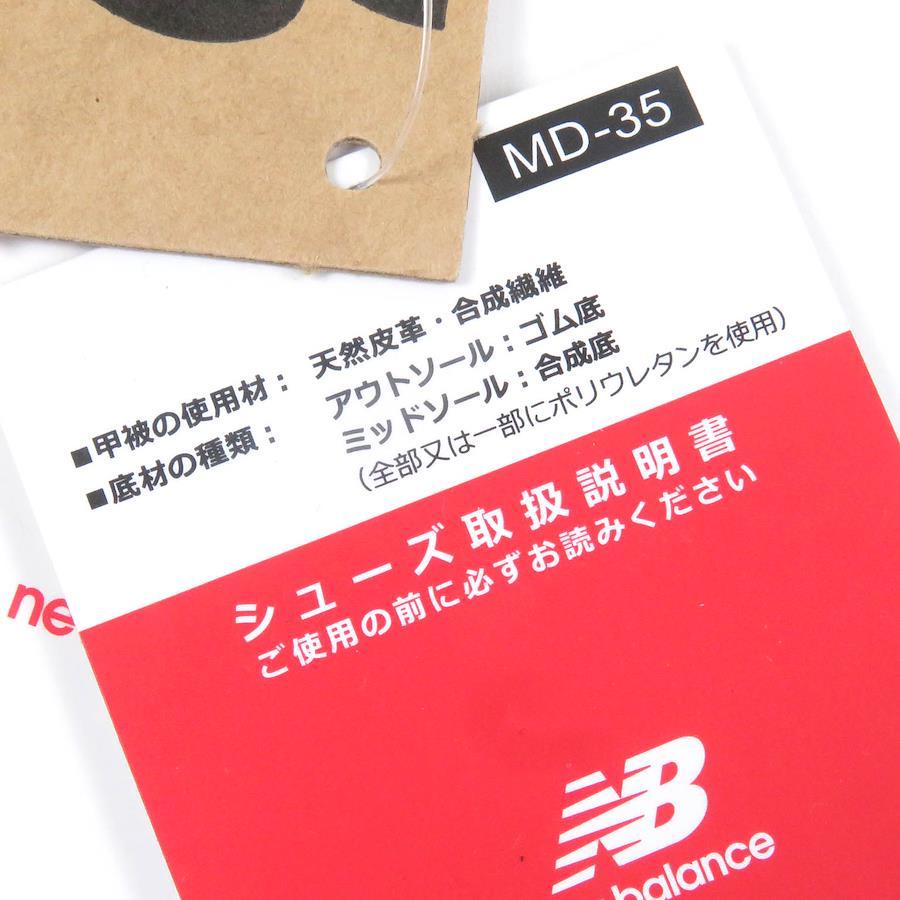 MD-35
■甲被の使用材： 天然皮革・合成繊維
■底材の種類： アウトソール：ゴム底
ミッドソール：合成底
（全部又は一部にポリウレタンを使用）
シューズ取扱説明書
ご使用の前に必ずお読みください
ne
NB
balance